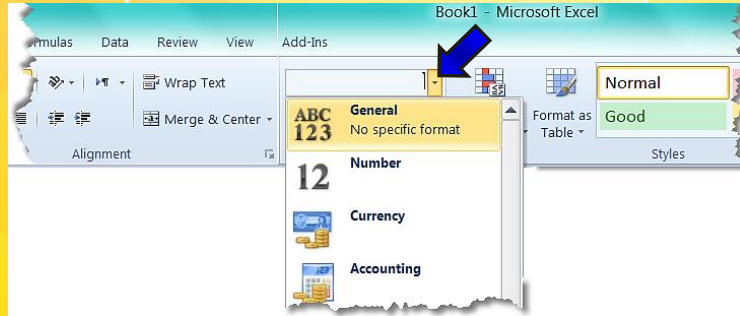 Book1 - Microsoft Excel
Data Review View Add-Ins
Wrap Text
Merge & Center
Alignment
ABC
123
General
No specific format
12
Number
Currency
Accounting
Format as
Table
Normal
Good
Styles